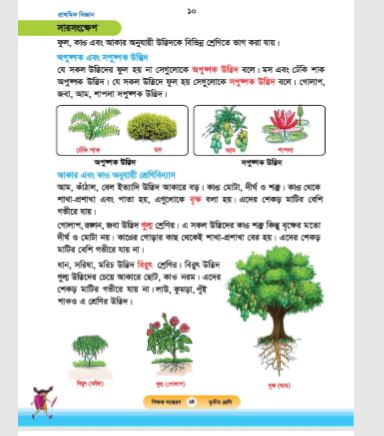 ১০
প্রাথমিক বিজ্ঞান
সারসংক্ষেপ
ফুল, কাণ্ড এবং আকার অনুযায়ী উদ্ভিদকে বিভিন্ন শ্রেণিতে ভাগ করা যায়।
অপুষ্পক এবং সপুষ্পক উদ্ভিদ
যে সকল উদ্ভিদের ফুল হয় না সেগুলোকে অপুষ্পক উদ্ভিদ বলে। মস এবং ঢেঁকি শাক
অপুষ্পক উদ্ভিদ। যে সকল উদ্ভিদে ফুল হয় সেগুলোকে সপুষ্পক উদ্ভিদ বলে। গোলাপ,
জবা, আম, শাপলা সপুষ্পক উদ্ভিদ।
ঢেঁকি শাক
মস
আম
শাপলা
অপুষ্পক উদ্ভিদ
সপুষ্পক উদ্ভিদ
আকার এবং কাণ্ড অনুযায়ী শ্রেণিবিন্যাস
আম, কাঁঠাল, বেল ইত্যাদি উদ্ভিদ আকারে বড়। কাণ্ড মোটা, দীর্ঘ ও শক্ত। কাণ্ড থেকে
শাখা-প্রশাখা এবং পাতা হয়, এগুলোকে বৃক্ষ বলা হয়। এদের শেকড় মাটির বেশি
গভীরে যায়।
গোলাপ, রঙ্গন, জবা উদ্ভিদ গুল্ম শ্রেণির। এ সকল উদ্ভিদের কাণ্ড শক্ত কিন্তু বৃক্ষের মতো
দীর্ঘ ও মোটা নয়। কাণ্ডের গোড়ার কাছ থেকেই শাখা-প্রশাখা বের হয়। এদের শেকড়
মাটির বেশি গভীরে যায় না।
ধান, সরিষা, মরিচ উদ্ভিদ বিরুৎ শ্রেণির। বিরুৎ উদ্ভিদ
গুল্ম উদ্ভিদের চেয়ে আকারে ছোট, কাণ্ড নরম। এদের
শেকড় মাটির গভীরে যায় না। লাউ, কুমড়া, পুঁই
শাকও এ শ্রেণির উদ্ভিদ।
বিরুৎ (মরিচ)
গুল্ম (গোলাপ)
বৃক্ষ (আম)
শিক্ষক সংস্করণ
তৃতীয় শ্রেণি